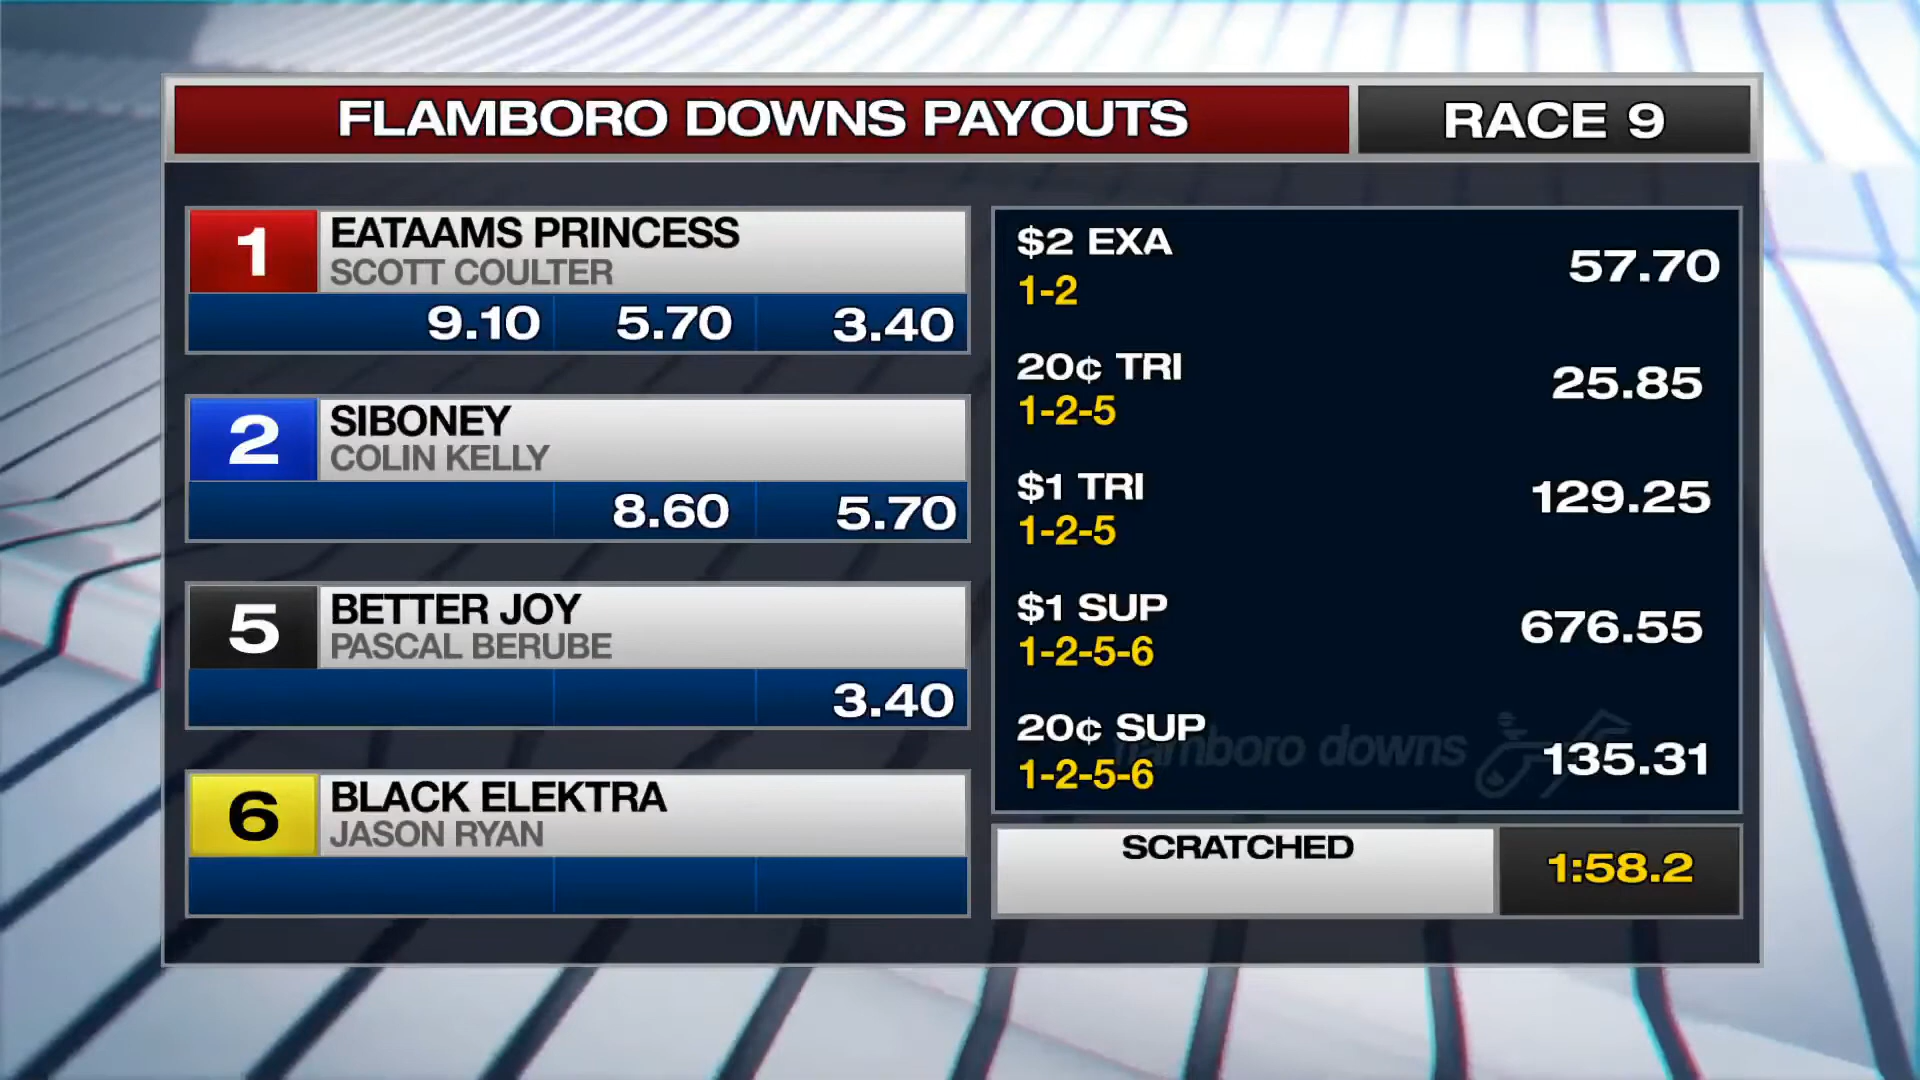 FLAMBORO DOWNS PAYOUTS
RACE 9
1
EATAAMS PRINCESS
SCOTT COULTER
9.10 5.70 3.40
2
SIBONEY
COLIN KELLY
8.60 5.70
5
BETTER JOY
PASCAL BERUBE
3.40
6
BLACK ELEKTRA
JASON RYAN
$2 EXA
1-2
57.70
20¢ TRI
1-2-5
25.85
$1 TRI
1-2-5
129.25
$1 SUP
1-2-5-6
676.55
20¢ SUP
1-2-5-6
135.31
flamboro downs
SCRATCHED
1:58.2